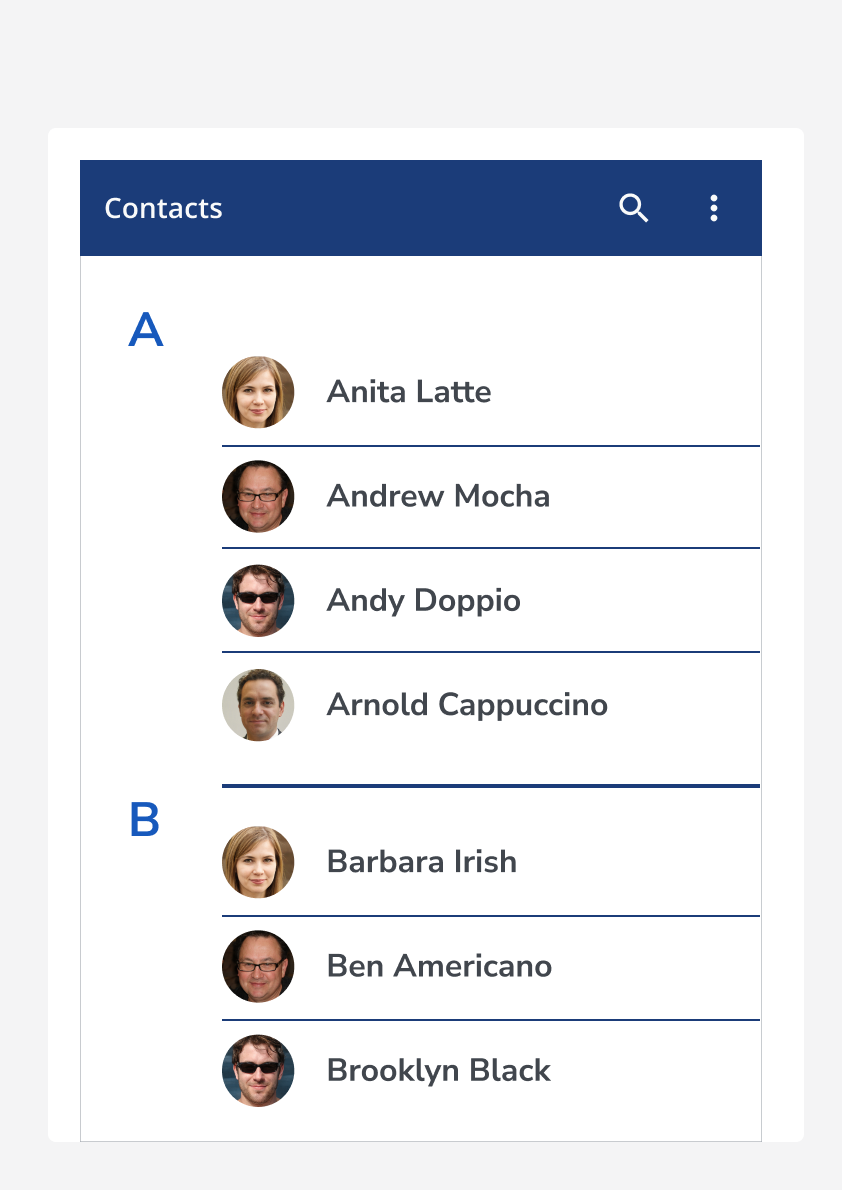 Contacts
A
Anita Latte
Andrew Mocha
Andy Doppio
Arnold Cappuccino
B
Barbara Irish
Ben Americano
Brooklyn Black